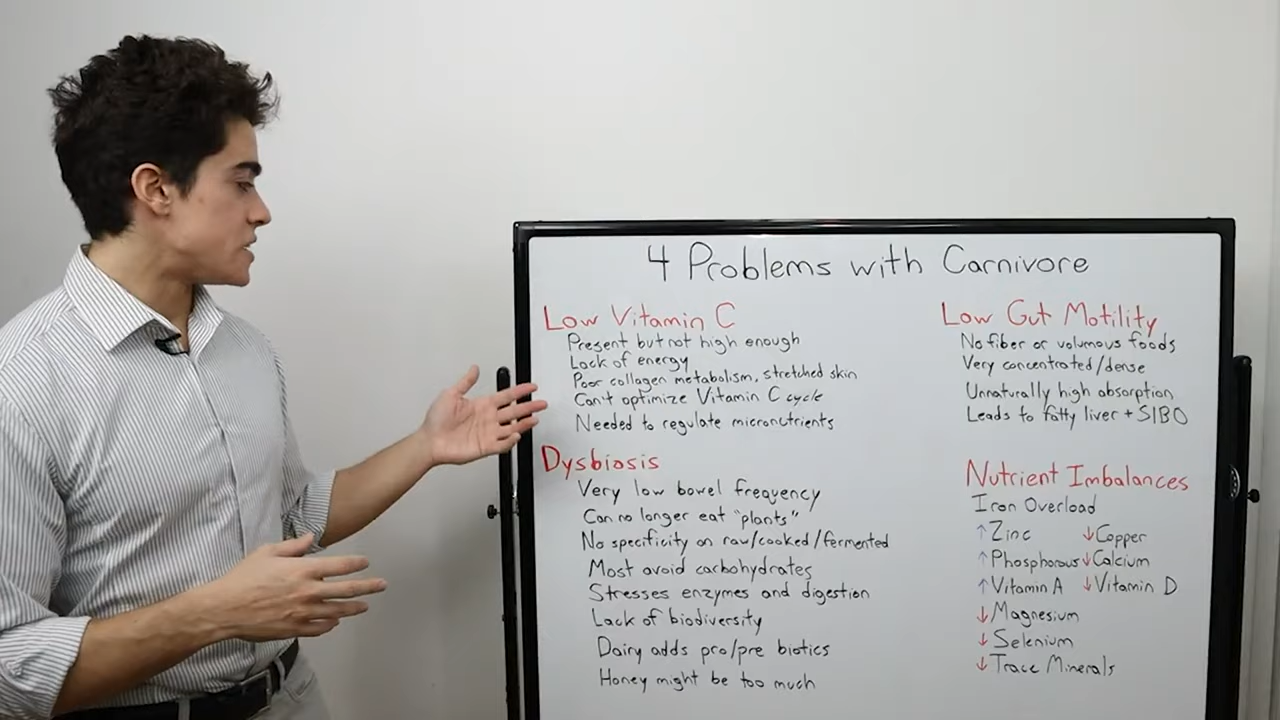 4 Problems with Carnivore
Low Vitamin C
Present but not high enough
Lack of energy
Poor collagen metabolism, stretched skin
Can't optimize Vitamin C cycle
Needed to regulate micronutrients
Dysbiosis
Very low bowel frequency
Can no longer eat "plants"
No specificity on raw/cooked/fermented
Most avoid carbohydrates
Stresses enzymes and digestion
Lack of biodiversity
Dairy adds pro/pre biotics
Honey might be too much
Low Gut Motility
No fiber or volumous foods
Very concentrated/dense
Unnaturally high absorption
Leads to fatty liver + SIBO
Nutrient Imbalances
Iron Overload
↑ Zinc ↓ Copper
↑ Phosphorous ↓ Calcium
↑ Vitamin A ↓ Vitamin D
↓ Magnesium
↓ Selenium
↓ Trace Minerals